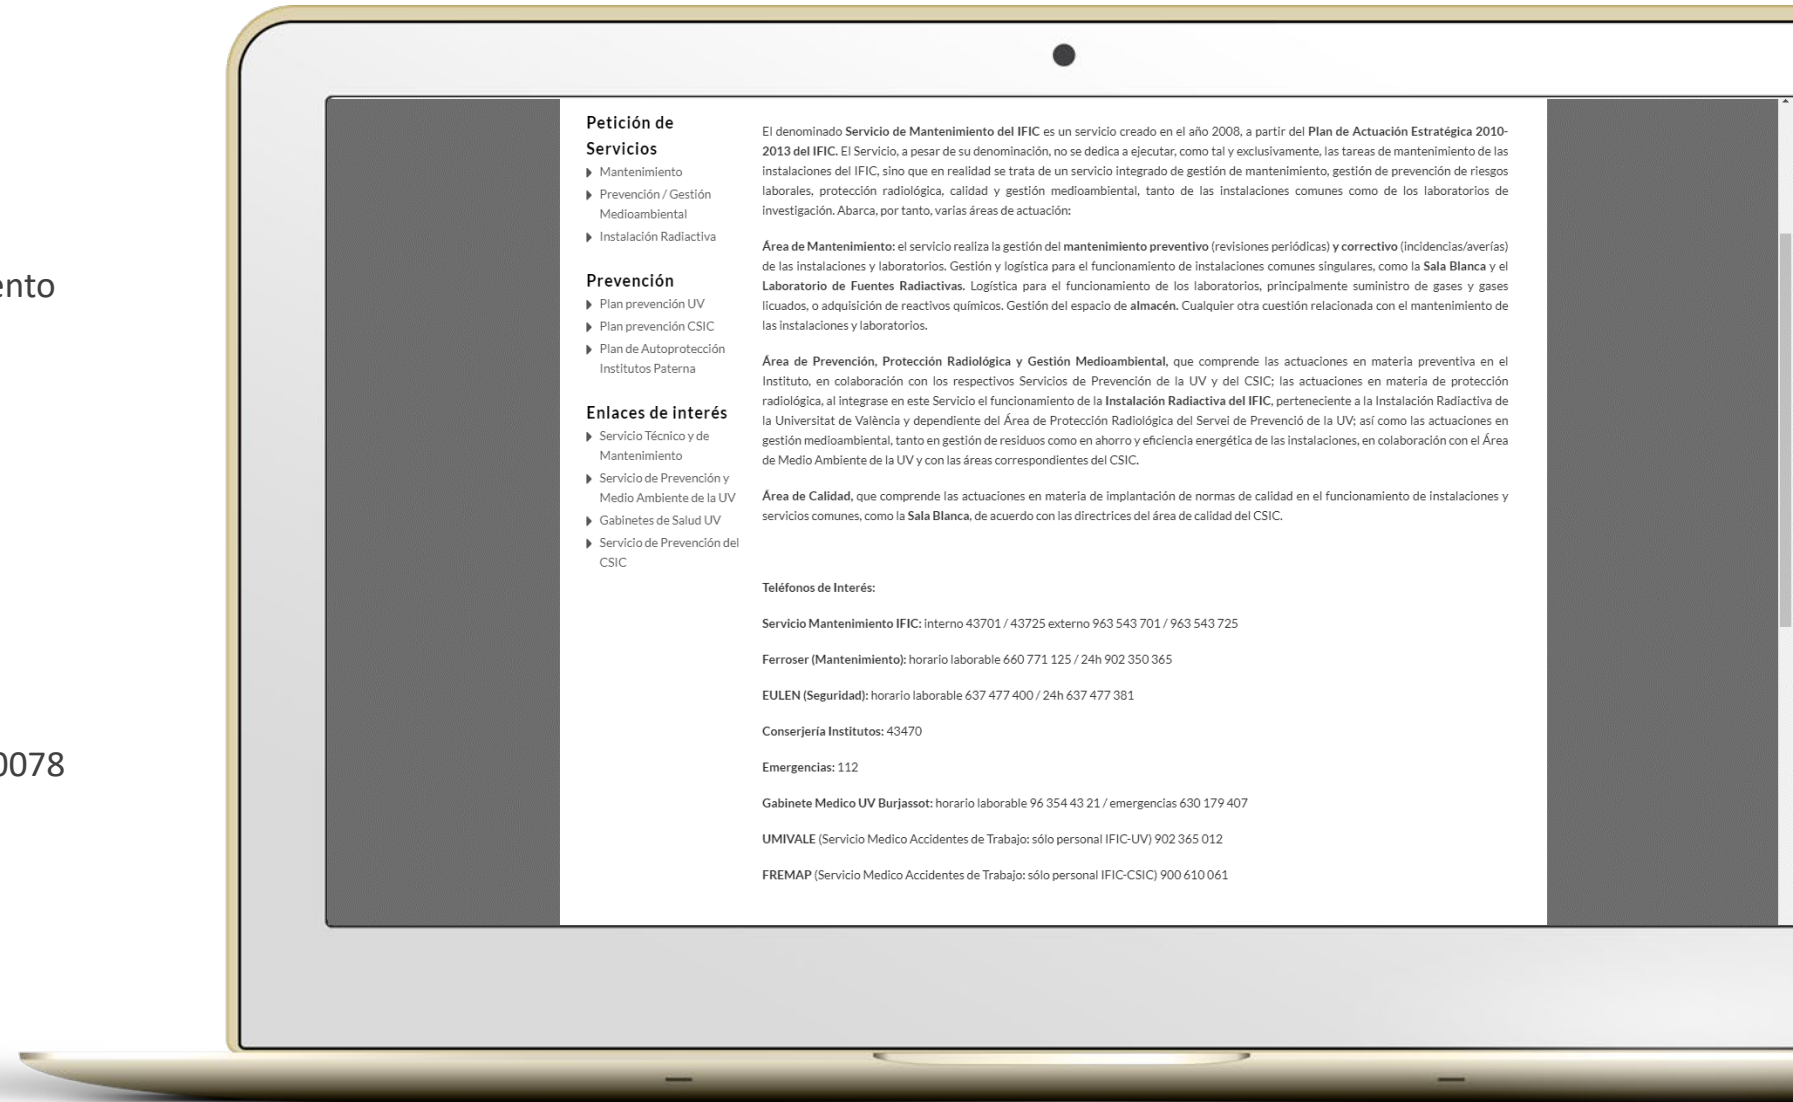 ento
0078
Petición de
Servicios
Mantenimiento
Prevención / Gestión
Medioambiental
Instalación Radiactiva
Prevención
Plan prevención UV
Plan prevención CSIC
Plan de Autoprotección
Institutos Paterna
Enlaces de interés
Servicio Técnico y de
Mantenimiento
Servicio de Prevención y
Medio Ambiente de la UV
Gabinetes de Salud UV
Servicio de Prevención del
CSIC
El denominado Servicio de Mantenimiento del IFIC es un servicio creado en el año 2008, a partir del Plan de Actuación Estratégica 2010-
2013 del IFIC. El Servicio, a pesar de su denominación, no se dedica a ejecutar, como tal y exclusivamente, las tareas de mantenimiento de las
instalaciones del IFIC, sino que en realidad se trata de un servicio integrado de gestión de mantenimiento, gestión de prevención de riesgos
laborales, protección radiológica, calidad y gestión medioambiental, tanto de las instalaciones comunes como de los laboratorios de
investigación. Abarca, por tanto, varias áreas de actuación:
Área de Mantenimiento: el servicio realiza la gestión del mantenimiento preventivo (revisiones periódicas) y correctivo (incidencias/averías)
de las instalaciones y laboratorios. Gestión y logística para el funcionamiento de instalaciones comunes singulares, como la Sala Blanca y el
Laboratorio de Fuentes Radiactivas. Logística para el funcionamiento de los laboratorios, principalmente suministro de gases y gases
licuados, o adquisición de reactivos químicos. Gestión del espacio de almacén. Cualquier otra cuestión relacionada con el mantenimiento de
las instalaciones y laboratorios.
Área de Prevención, Protección Radiológica y Gestión Medioambiental, que comprende las actuaciones en materia preventiva en el
Instituto, en colaboración con los respectivos Servicios de Prevención de la UV y del CSIC; las actuaciones en materia de protección
radiológica, al integrase en este Servicio el funcionamiento de la Instalación Radiactiva del IFIC, perteneciente a la Instalación Radiactiva de
la Universitat de València y dependiente del Área de Protección Radiológica del Servei de Prevenció de la UV; así como las actuaciones en
gestión medioambiental, tanto en gestión de residuos como en ahorro y eficiencia energética de las instalaciones, en colaboración con el Área
de Medio Ambiente de la UV y con las áreas correspondientes del CSIC.
Área de Calidad, que comprende las actuaciones en materia de implantación de normas de calidad en el funcionamiento de instalaciones y
servicios comunes, como la Sala Blanca, de acuerdo con las directrices del área de calidad del CSIC.
Teléfonos de Interés:
Servicio Mantenimiento IFIC: interno 43701 / 43725 externo 963 543 701 / 963 543 725
Ferroser (Mantenimiento): horario laborable 660 771 125 / 24h 902 350 365
EULEN (Seguridad): horario laborable 637 477 400 / 24h 637 477 381
Conserjería Institutos: 43470
Emergencias: 112
Gabinete Medico UV Burjassot: horario laborable 96 354 43 21 / emergencias 630 179 407
UMIVALE (Servicio Medico Accidentes de Trabajo: sólo personal IFIC-UV) 902 365 012
FREMAP (Servicio Medico Accidentes de Trabajo: sólo personal IFIC-CSIC) 900 610 061